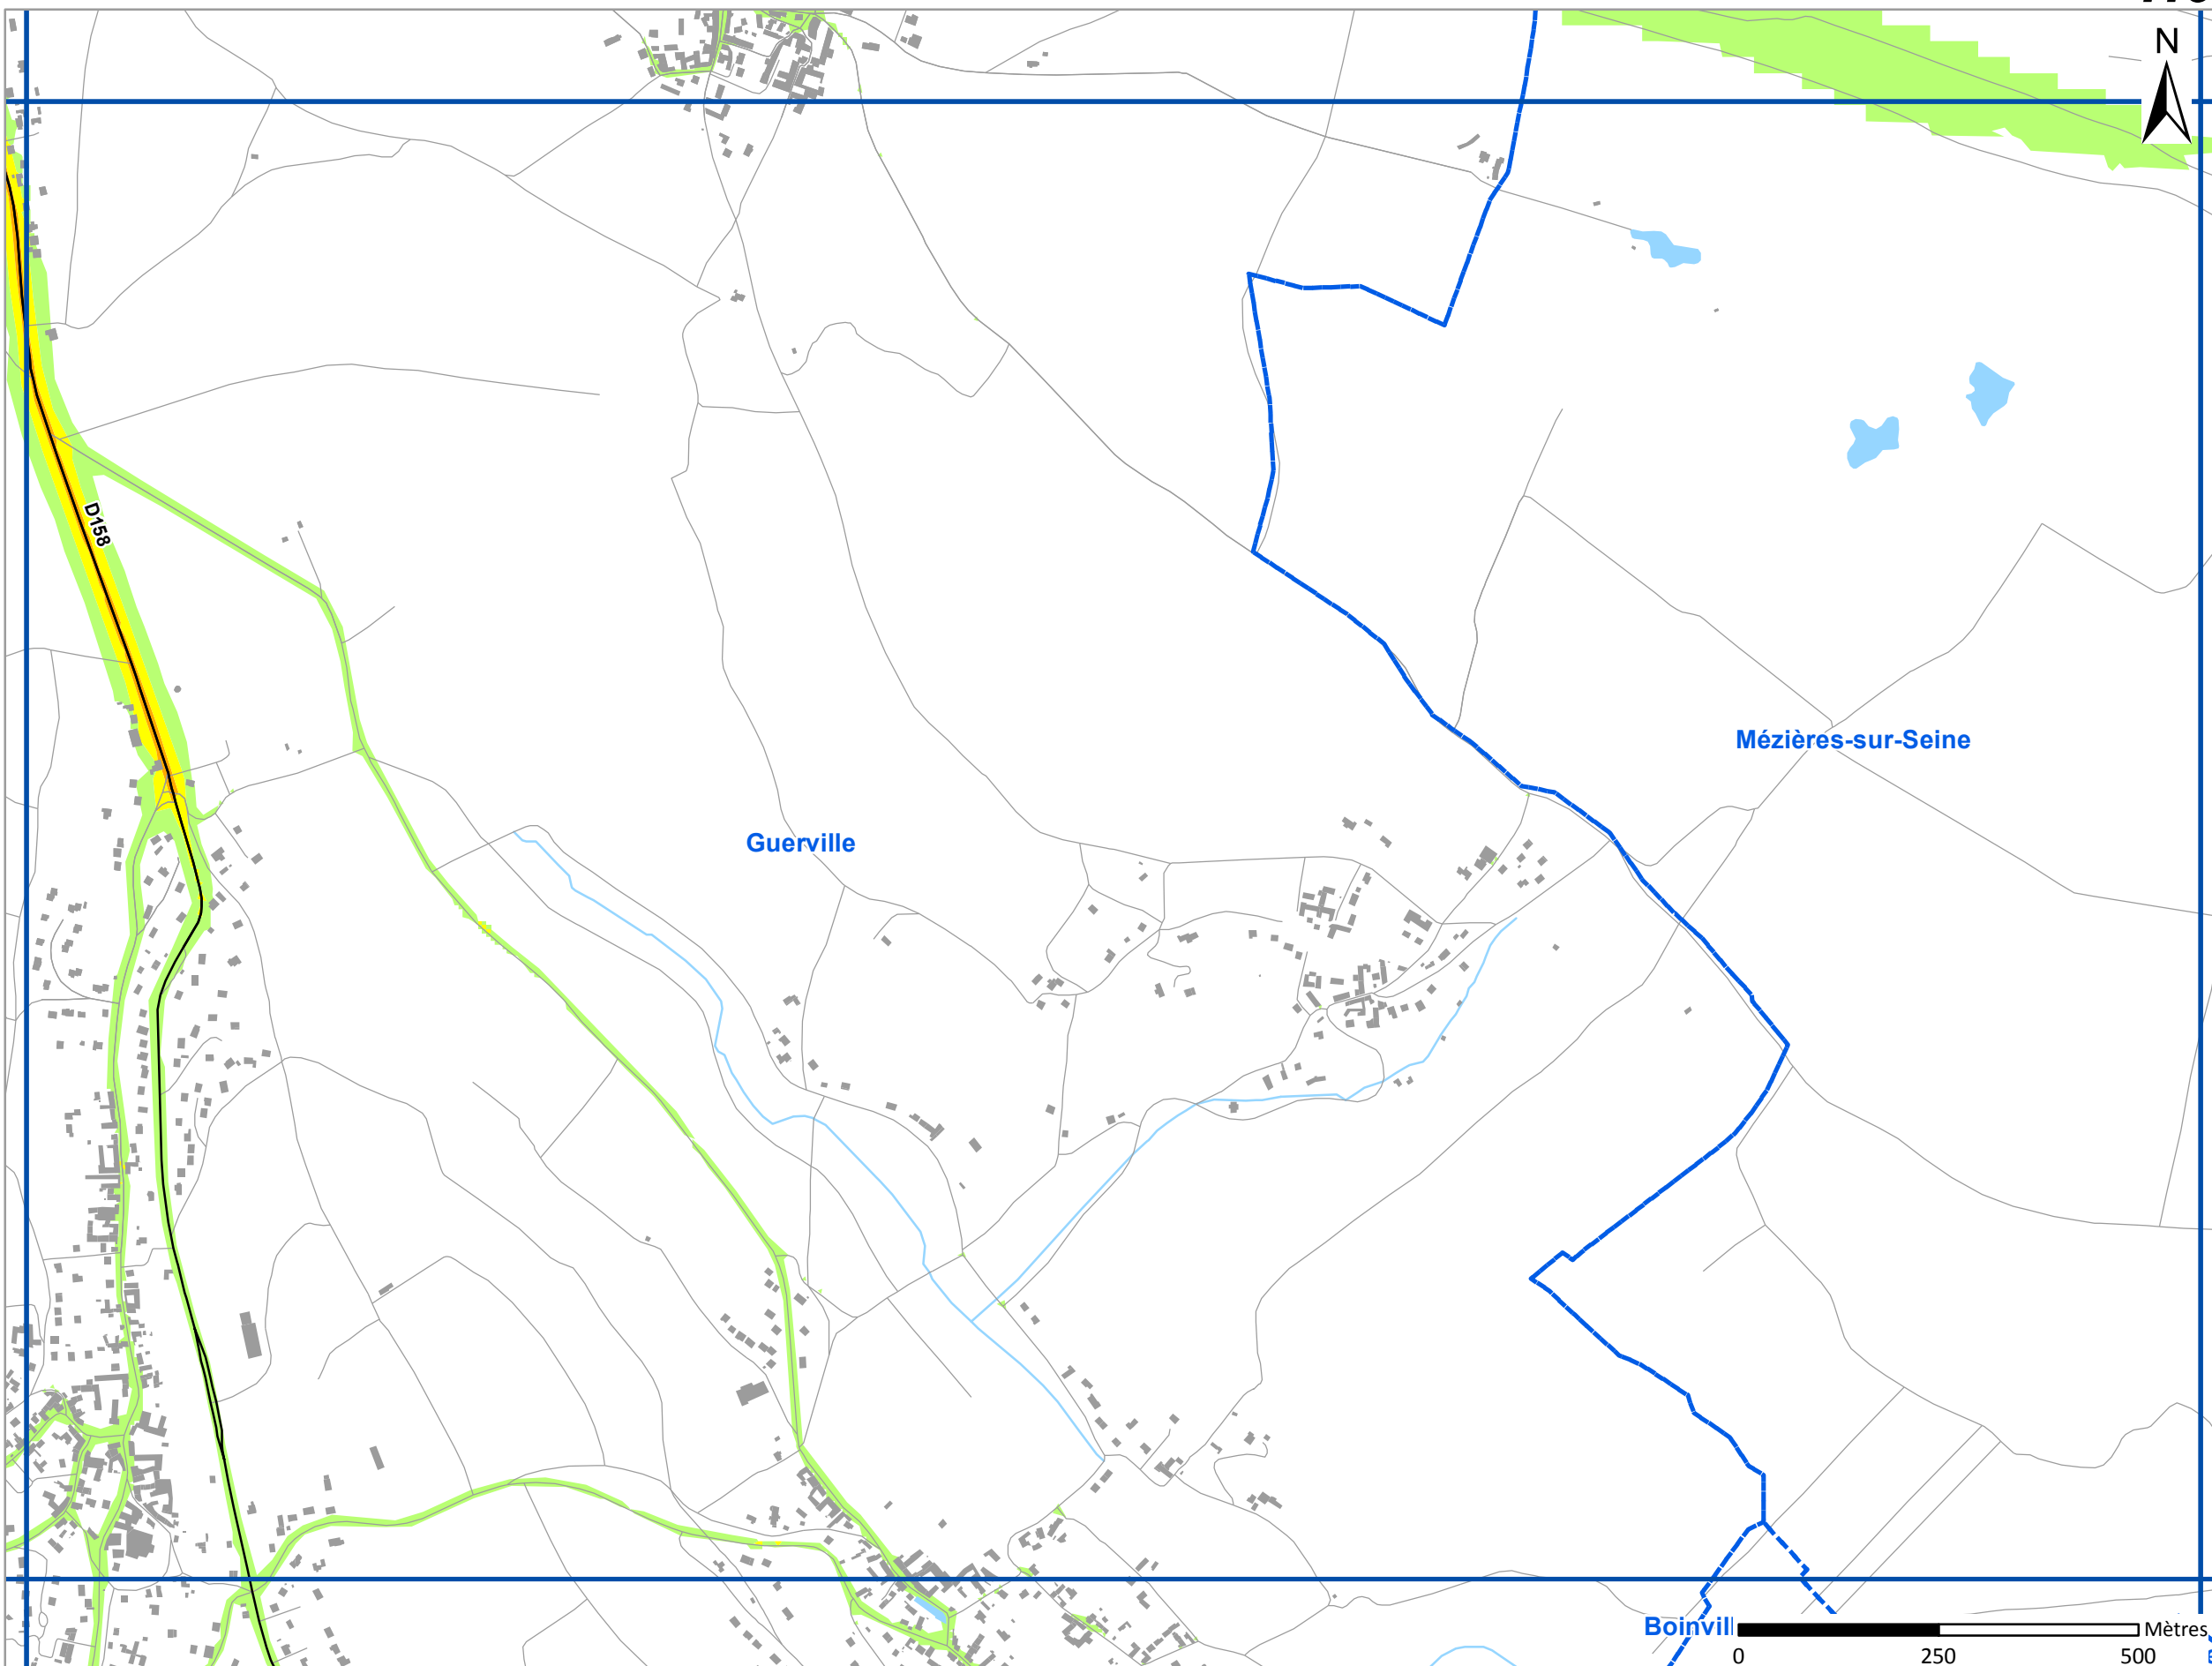 N
D158
Mézières-sur-Seine
Guerville
Boinvill
Mètres
0 250 500